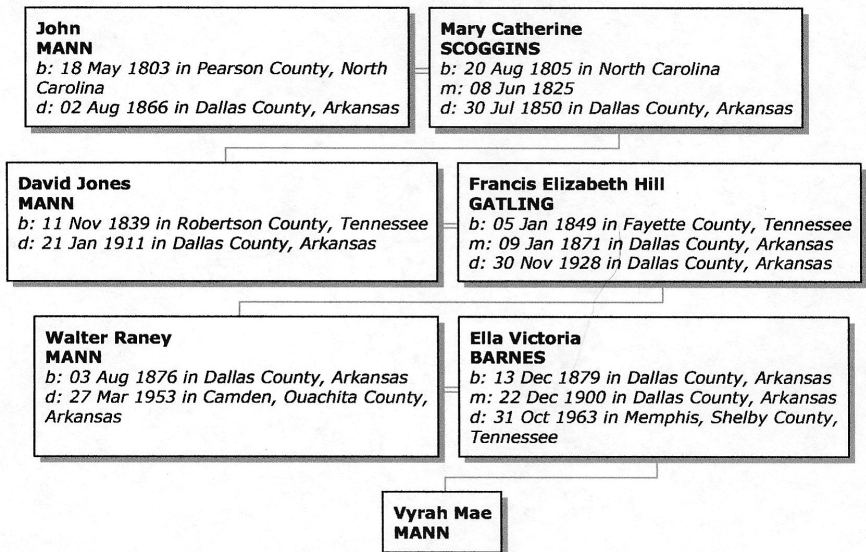 John
MANN
b: 18 May 1803 in Pearson County, North
Carolina
d: 02 Aug 1866 in Dallas County, Arkansas
Mary Catherine
SCOGGINS
b: 20 Aug 1805 in North Carolina
m: 08 Jun 1825
d: 30 Jul 1850 in Dallas County, Arkansas
David Jones
MANN
b: 11 Nov 1839 in Robertson County, Tennessee
d: 21 Jan 1911 in Dallas County, Arkansas
Francis Elizabeth Hill
GATLING
b: 05 Jan 1849 in Fayette County, Tennessee
m: 09 Jan 1871 in Dallas County, Arkansas
d: 30 Nov 1928 in Dallas County, Arkansas
Walter Raney
MANN
b: 03 Aug 1876 in Dallas County, Arkansas
d: 27 Mar 1953 in Camden, Ouachita County,
Arkansas
Ella Victoria
BARNES
b: 13 Dec 1879 in Dallas County, Arkansas
m: 22 Dec 1900 in Dallas County, Arkansas
d: 31 Oct 1963 in Memphis, Shelby County,
Tennessee
Vyrah Mae
MANN